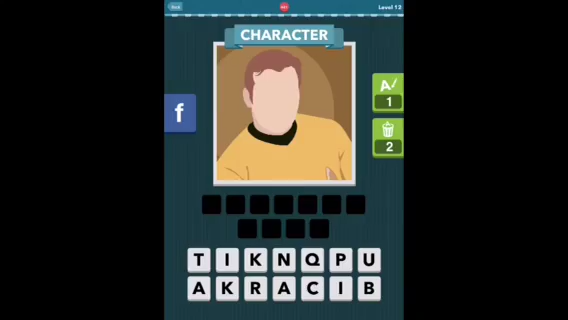 Back
Level 12
CHARACTER
f
A
1
2
T I K N Q P U
A K R A C I B